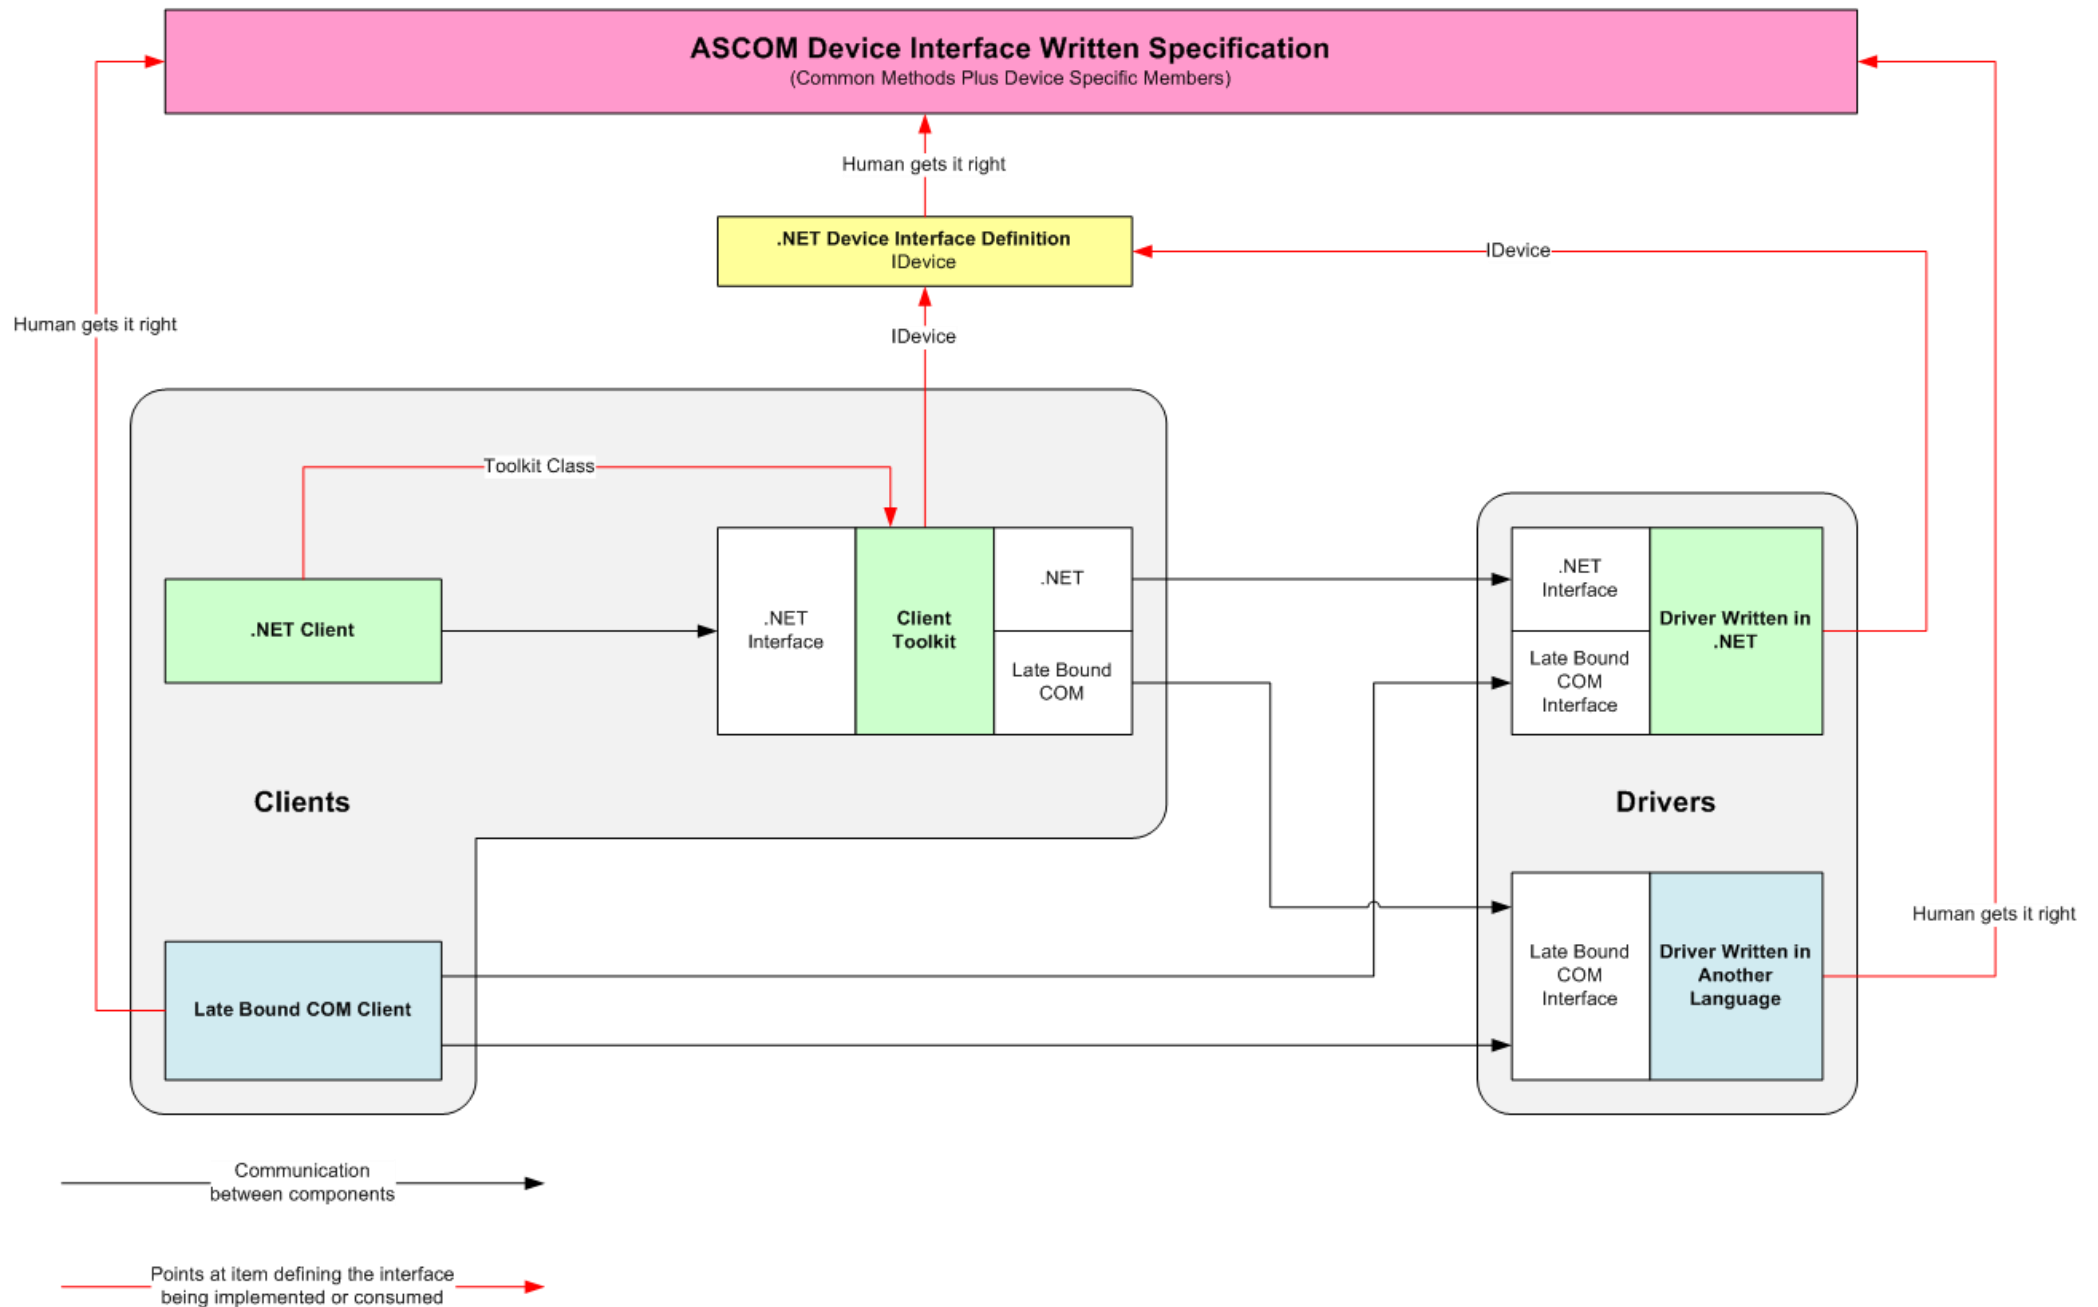 ASCOM Device Interface Written Specification
(Common Methods Plus Device Specific Members)
Human gets it right
.NET Device Interface Definition
IDevice
IDevice
Human gets it right
IDevice
Toolkit Class
.NET Client
.NET
Interface
Client
Toolkit
.NET
Late Bound
COM
.NET
Interface
Late Bound
COM
Interface
Driver Written in
.NET
Clients
Drivers
Late Bound COM Client
Late Bound
COM
Interface
Driver Written in
Another
Language
Human gets it right
Communication
between components
Points at item defining the interface
being implemented or consumed